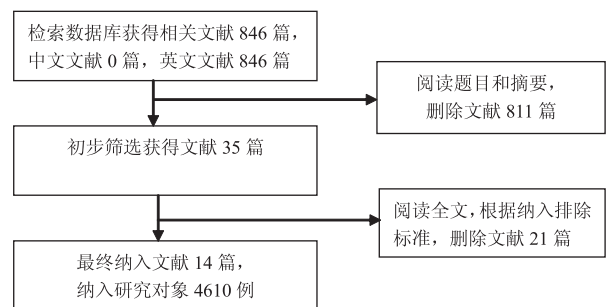 检索数据库获得相关文献 846 篇，
中文文献 0 篇，英文文献 846 篇
阅读题目和摘要，
删除文献 811 篇
初步筛选获得文献 35 篇
阅读全文，根据纳入排除
标准，删除文献 21 篇
最终纳入文献 14 篇，
纳入研究对象 4610 例